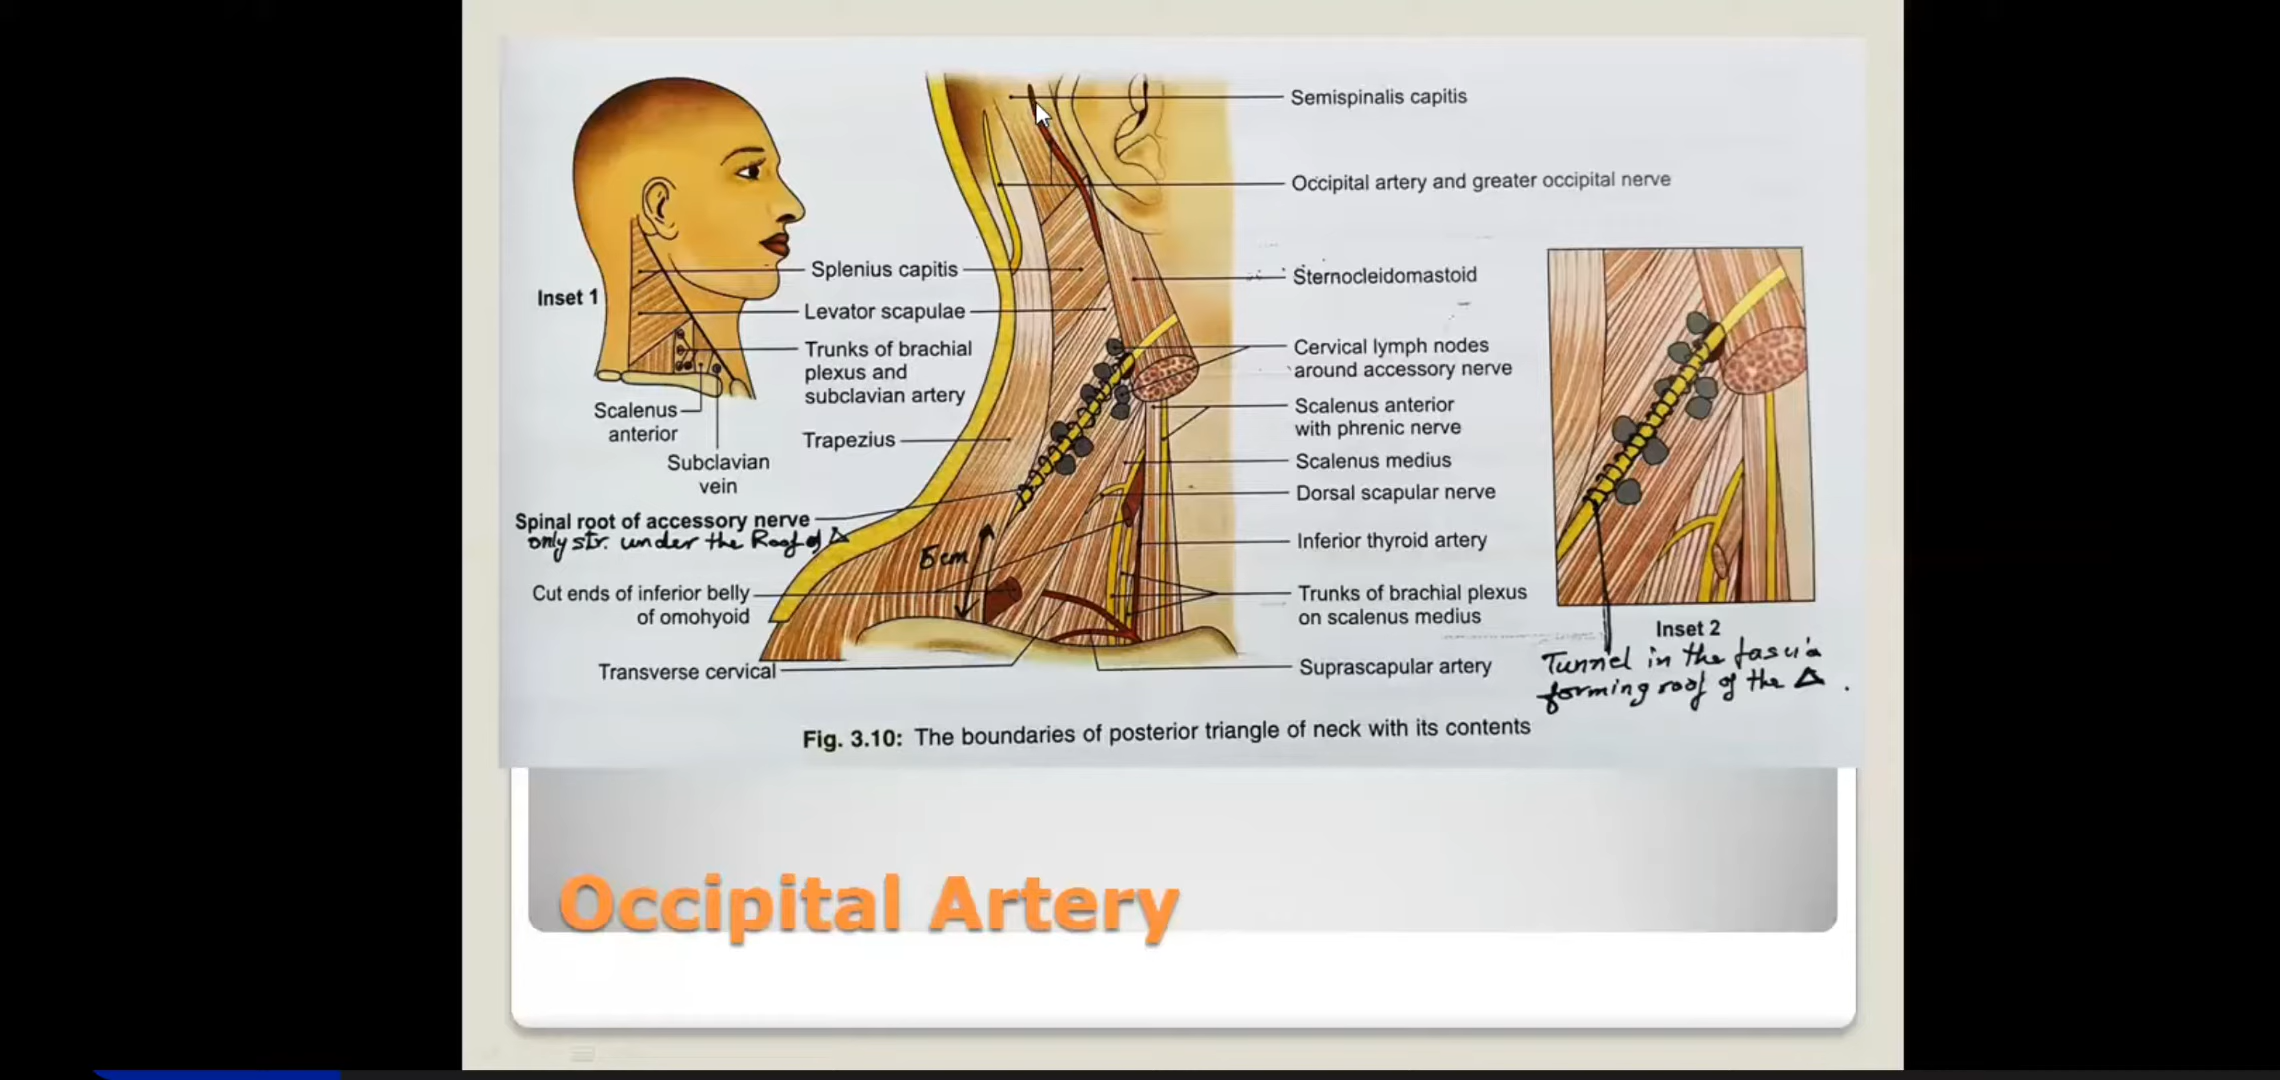 Semispinalis capitis
Occipital artery and greater occipital nerve
Splenius capitis
Sternocleidomastoid
Inset 1
Levator scapulae
Trunks of brachial
plexus and
subclavian artery
Cervical lymph nodes
around accessory nerve
Scalenus
anterior
Trapezius
Scalenus anterior
with phrenic nerve
Subclavian
vein
Scalenus medius
Dorsal scapular nerve
Spinal root of accessory nerve
only str. under the Roof of Δ
5cm
Inferior thyroid artery
Cut ends of inferior belly
of omohyoid
Trunks of brachial plexus
on scalenus medius
Transverse cervical
Suprascapular artery
Inset 2
Tunnel in the fascia
forming roof of the Δ.
Fig. 3.10: The boundaries of posterior triangle of neck with its contents
Occipital Artery